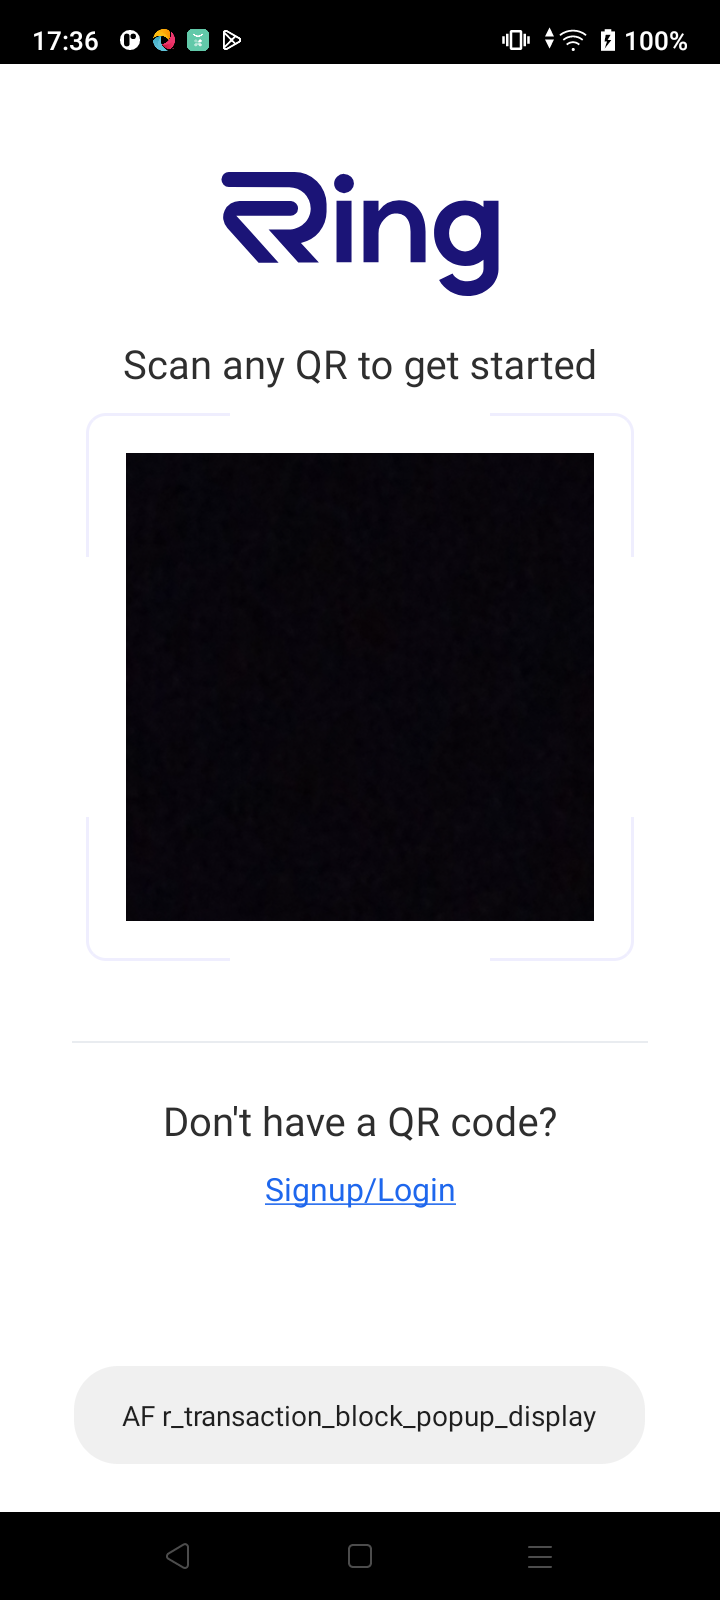 17:36
100%
Ring
Scan any QR to get started
Don't have a QR code?
Signup/Login
AF r_transaction_block_popup_display